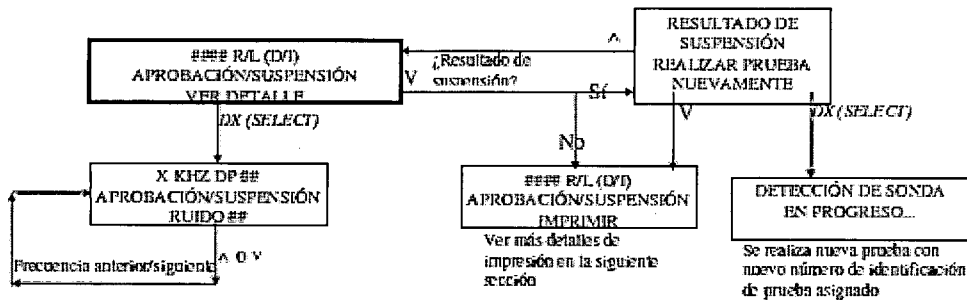 #### R/L (D/I)
APROBACIÓN/SUSPENSIÓN
VER DETALLE
^
¿Resultado de
suspensión?
V
Sí
RESULTADO DE
SUSPENSIÓN
REALIZAR PRUEBA
NUEVAMENTE
DX (SELECT)
No
V
DX (SELECT)
X KHZ DP ##
APROBACIÓN/SUSPENSIÓN
RUIDO ##
Frecuencia anterior/siguiente
^ O V
#### R/L (D/I)
APROBACIÓN/SUSPENSIÓN
IMPRIMIR
Ver más detalles de
impresión en la siguiente
sección
DETECCIÓN DE SONDA
EN PROGRESO...
Se realiza nueva prueba con
nuevo número de identificación
de prueba asignado